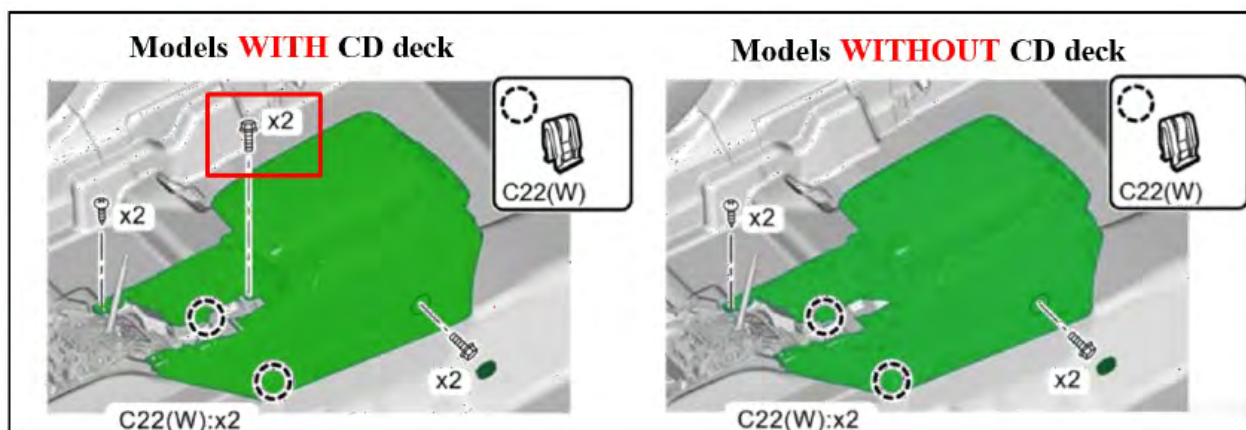 Models WITH CD deck
x2
C22(W)
x2
x2
C22(W):x2
Models WITHOUT CD deck
C22(W)
x2
x2
C22(W):x2